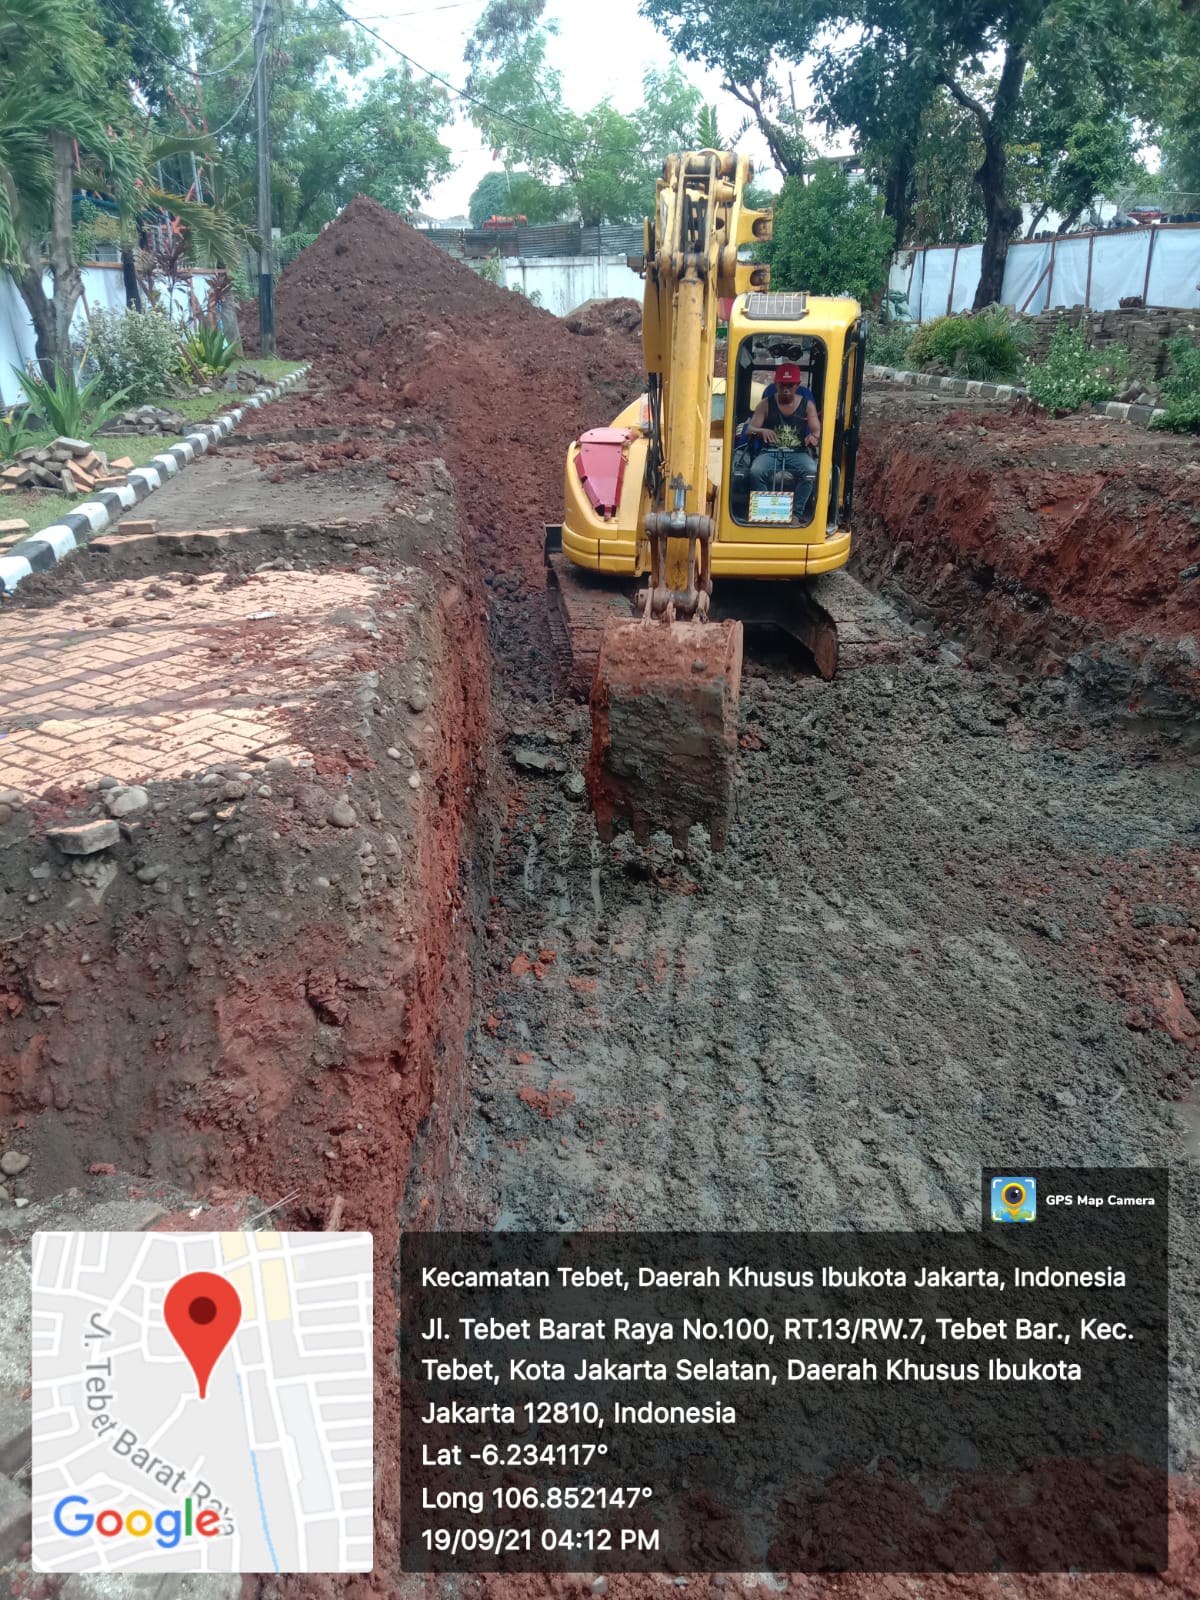 GPS Map Camera
Kecamatan Tebet, Daerah Khusus Ibukota Jakarta, Indonesia
Jl. Tebet Barat Raya No.100, RT.13/RW.7, Tebet Bar., Kec.
Tebet, Kota Jakarta Selatan, Daerah Khusus Ibukota
Jakarta 12810, Indonesia
Lat -6.234117°
Long 106.852147°
19/09/21 04:12 PM
Jl. Tebet Barat Raya
Google